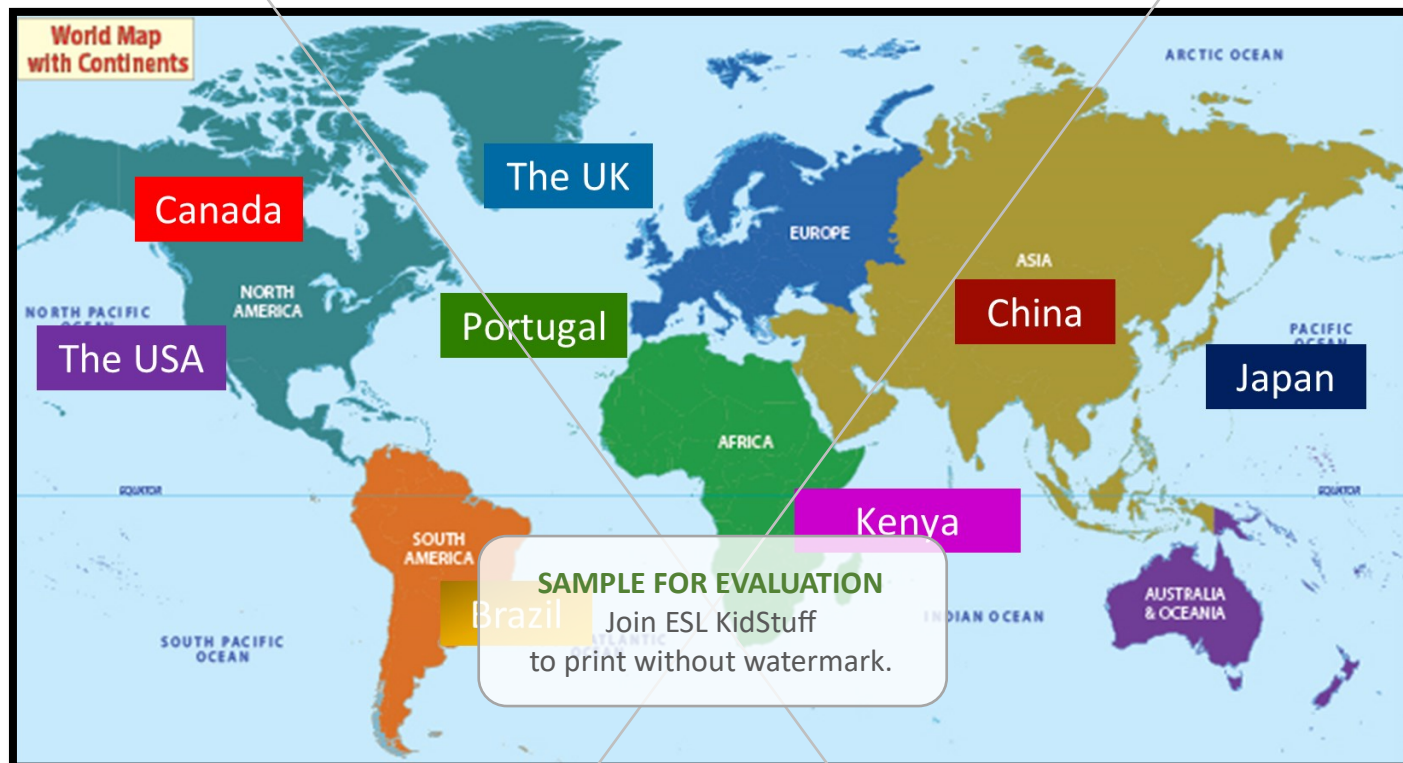 World Map
with Continents
ARCTIC OCEAN
The UK
Canada
EUROPE
ASIA
NORTH
AMERICA
China
NORTH PACIFIC
OCEAN
Portugal
PACIFIC
OCEAN
The USA
Japan
AFRICA
EQUATOR
EQUATOR
Kenya
SOUTH
AMERICA
SAMPLE FOR EVALUATION
Join ESL KidStuff
to print without watermark.
Brazil
AUSTRALIA
& OCEANIA
INDIAN OCEAN
SOUTH PACIFIC
OCEAN
ATLANTIC
OCEAN